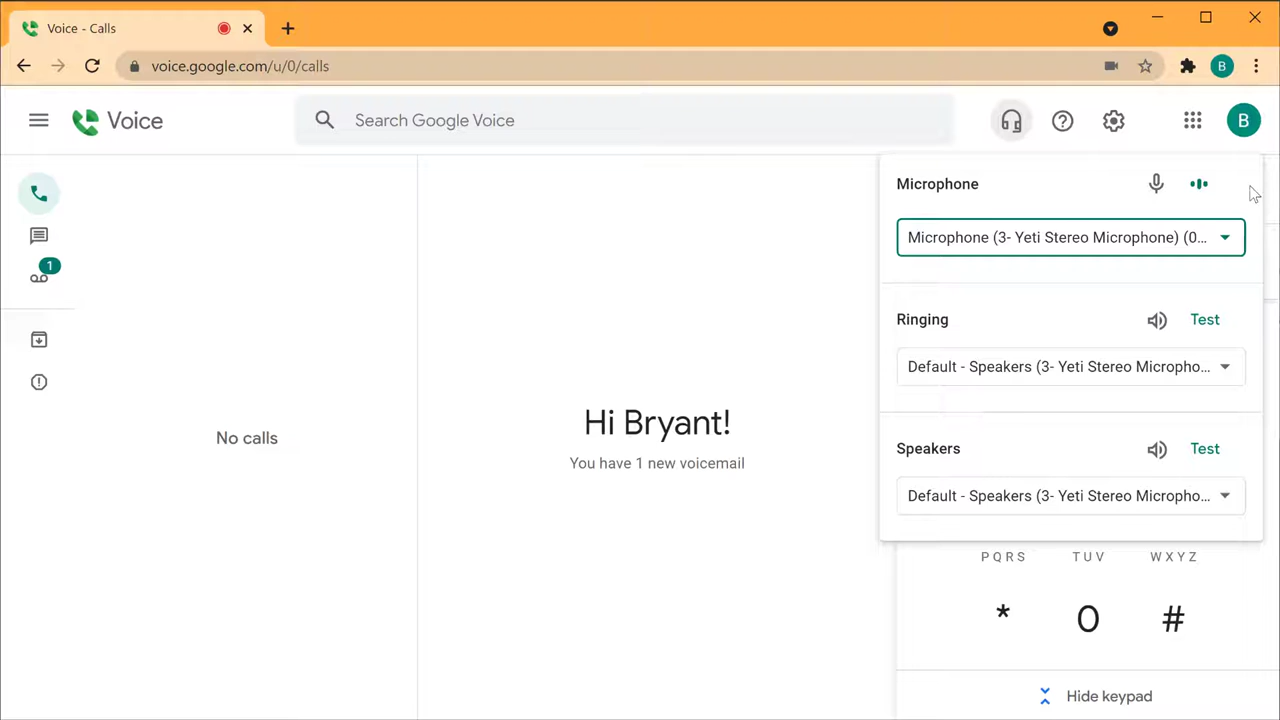 Voice - Calls
voice.google.com/u/0/calls
B
Voice
Search Google Voice
B
Microphone
Microphone (3- Yeti Stereo Microphone) (0...
1
Ringing
Test
Default - Speakers (3- Yeti Stereo Micropho...
No calls
Hi Bryant!
You have 1 new voicemail
Speakers
Test
Default - Speakers (3- Yeti Stereo Micropho...
PQRS TUV WXYZ
* 0 #
Hide keypad